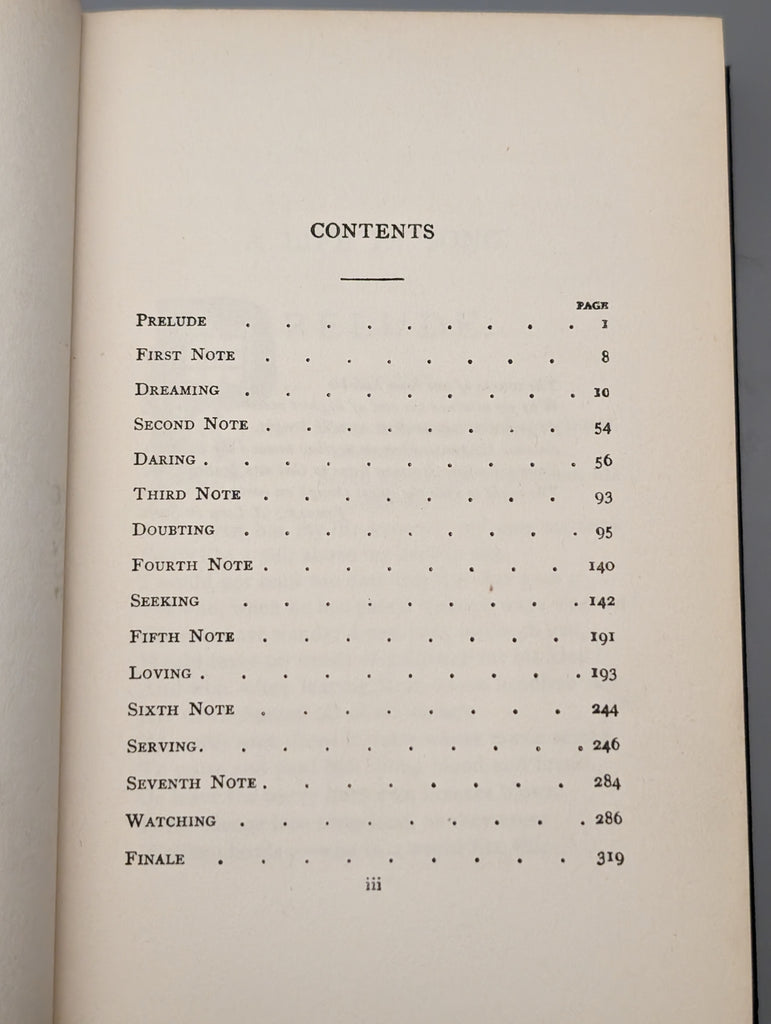 CONTENTS
PAGE
PRELUDE . . . . . . . . . 1
FIRST NOTE . . . . . . . . 8
DREAMING . . . . . . . . . 10
SECOND NOTE . . . . . . . . 54
DARING . . . . . . . . . . 56
THIRD NOTE . . . . . . . . 93
DOUBTING . . . . . . . . . 95
FOURTH NOTE . . . . . . . . 140
SEEKING . . . . . . . . . 142
FIFTH NOTE . . . . . . . . 191
LOVING . . . . . . . . . . 193
SIXTH NOTE . . . . . . . . 244
SERVING . . . . . . . . . . 246
SEVENTH NOTE . . . . . . . . 284
WATCHING . . . . . . . . . 286
FINALE . . . . . . . . . 319
iii